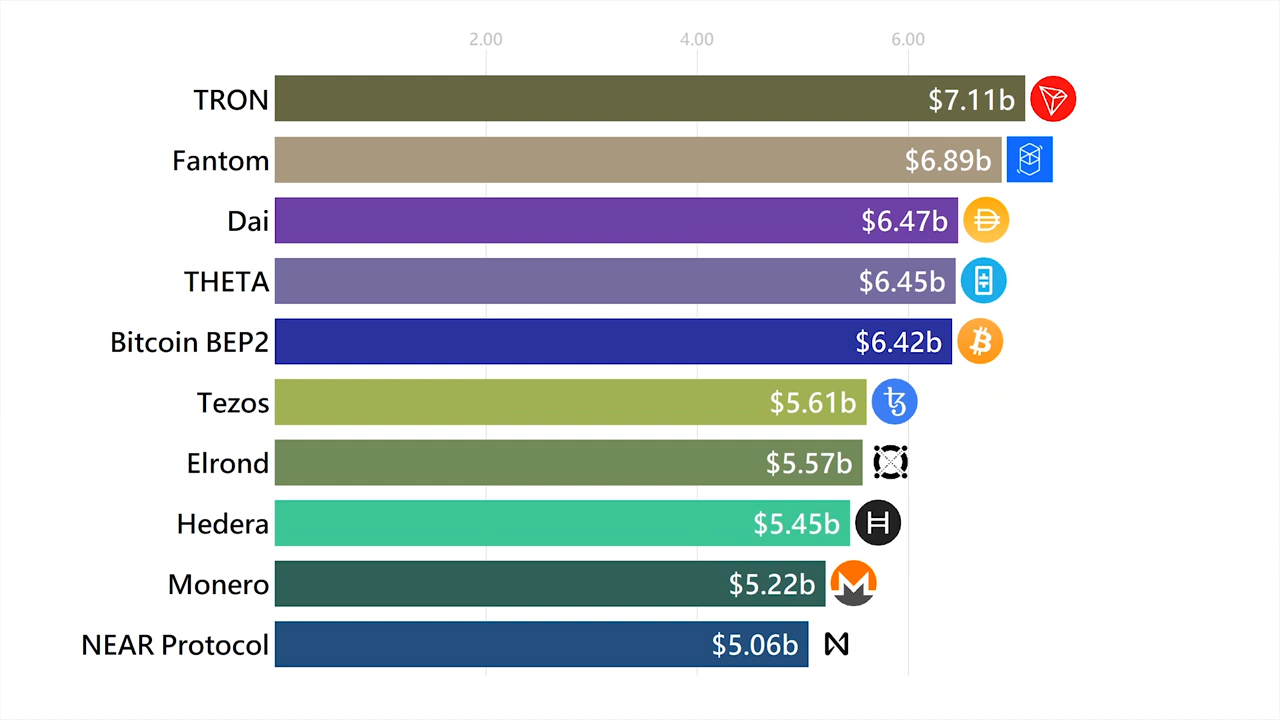 2.00 4.00 6.00
TRON $7.11b
Fantom $6.89b
Dai $6.47b
THETA $6.45b
Bitcoin BEP2 $6.42b
Tezos $5.61b
Elrond $5.57b
Hedera $5.45b
Monero $5.22b
NEAR Protocol $5.06b